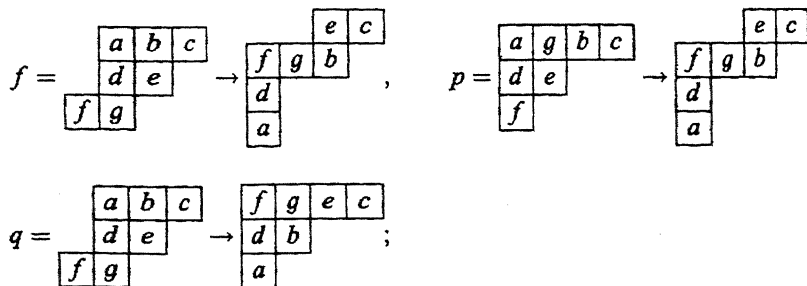 f =
a b c
d e
f g
→
e c
f g b
d
a
,
p =
a g b c
d e
f
→
e c
f g b
d
a
q =
a b c
d e
f g
→
f g e c
d b
a
;